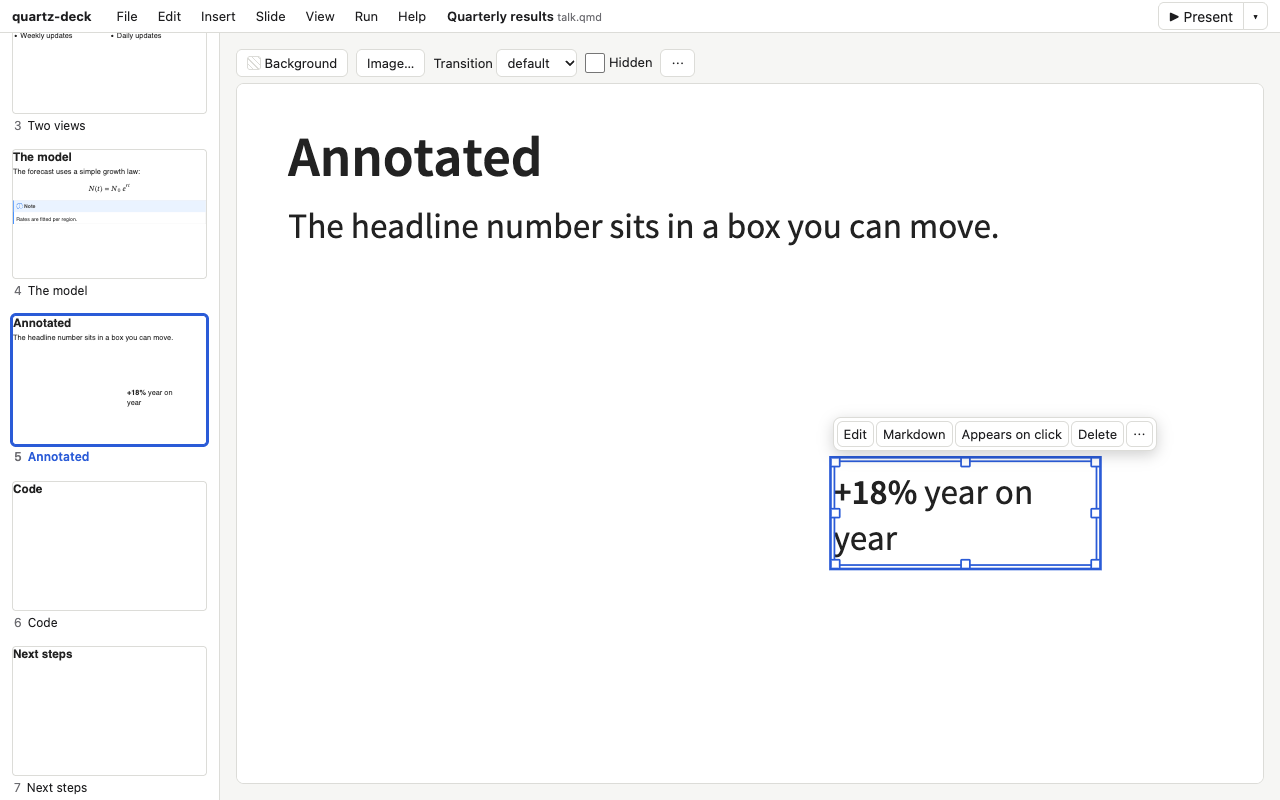 quartz-deck File Edit Insert Slide View Run Help Quarterly results talk.qmd ▶ Present ▾
• Weekly updates • Daily updates
3 Two views
The model
The forecast uses a simple growth law:
N(t) = N₀ eʳᵗ
Note
Rates are fitted per region.
4 The model
Annotated
The headline number sits in a box you can move.
+18% year on
year
5 Annotated
Code
6 Code
Next steps
7 Next steps
Background Image... Transition default Hidden ···
Annotated
The headline number sits in a box you can move.
Edit Markdown Appears on click Delete ···
+18% year on
year